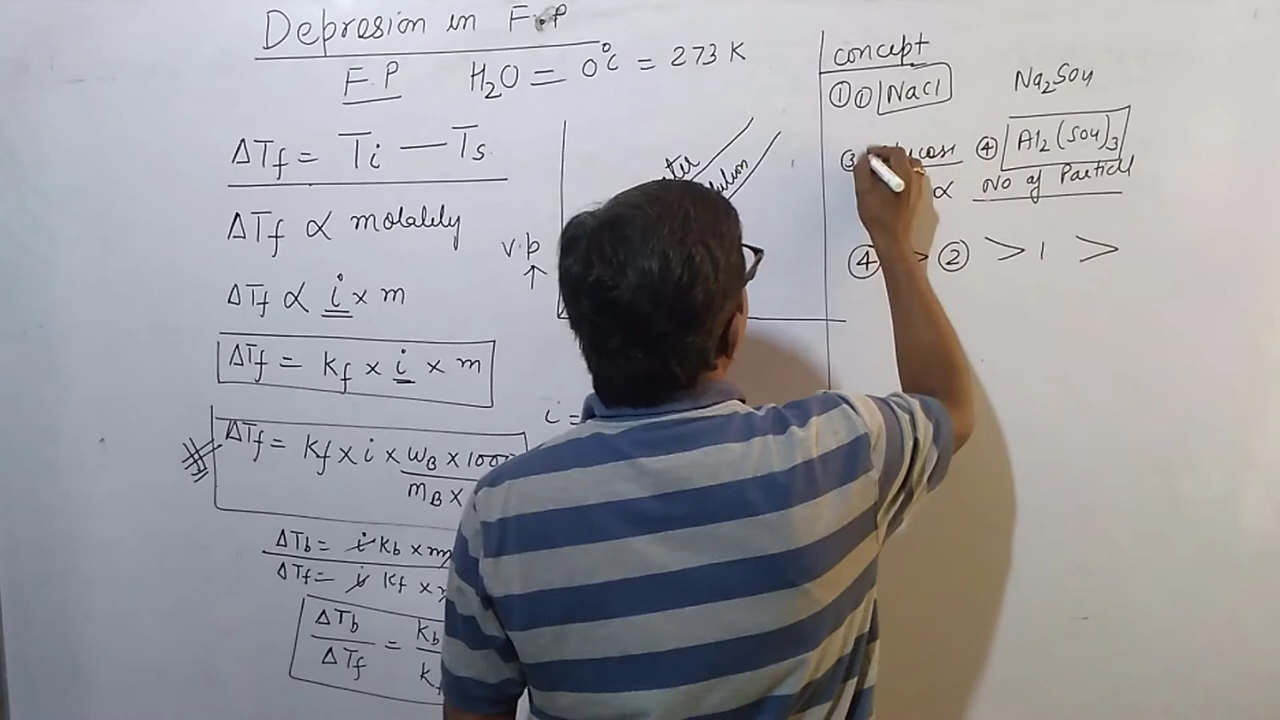 Depresion in F.P
F.P H₂O = 0°C = 273 K
ΔTf = Ti — Ts
ΔTf ∝ molality
ΔTf ∝ i × m
ΔTf = Kf × i × m
ΔTf = Kf × i × wB × 1000
mB ×
ΔTb = i Kb × m
ΔTf = i Kf × m
ΔTb = Kb
ΔTf K
v.p
↑
i =
concept
① ① NaCl Na₂SO₄
③ ④ Al₂(SO₄)₃
∝ No of Particl
④ > ② > 1 >